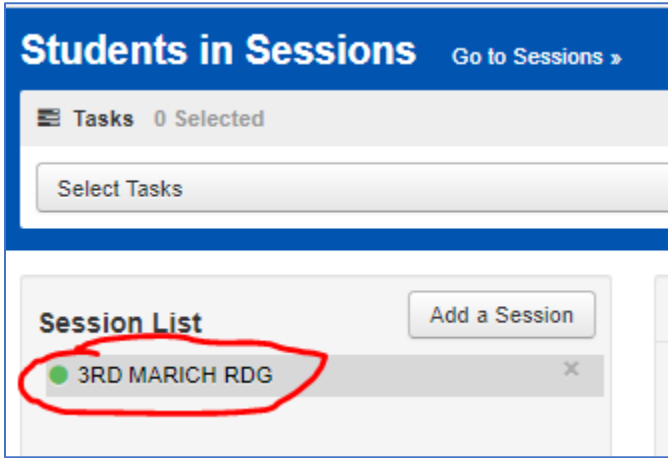 Students in Sessions Go to Sessions »
Tasks 0 Selected
Select Tasks
Session List Add a Session
3RD MARICH RDG ×